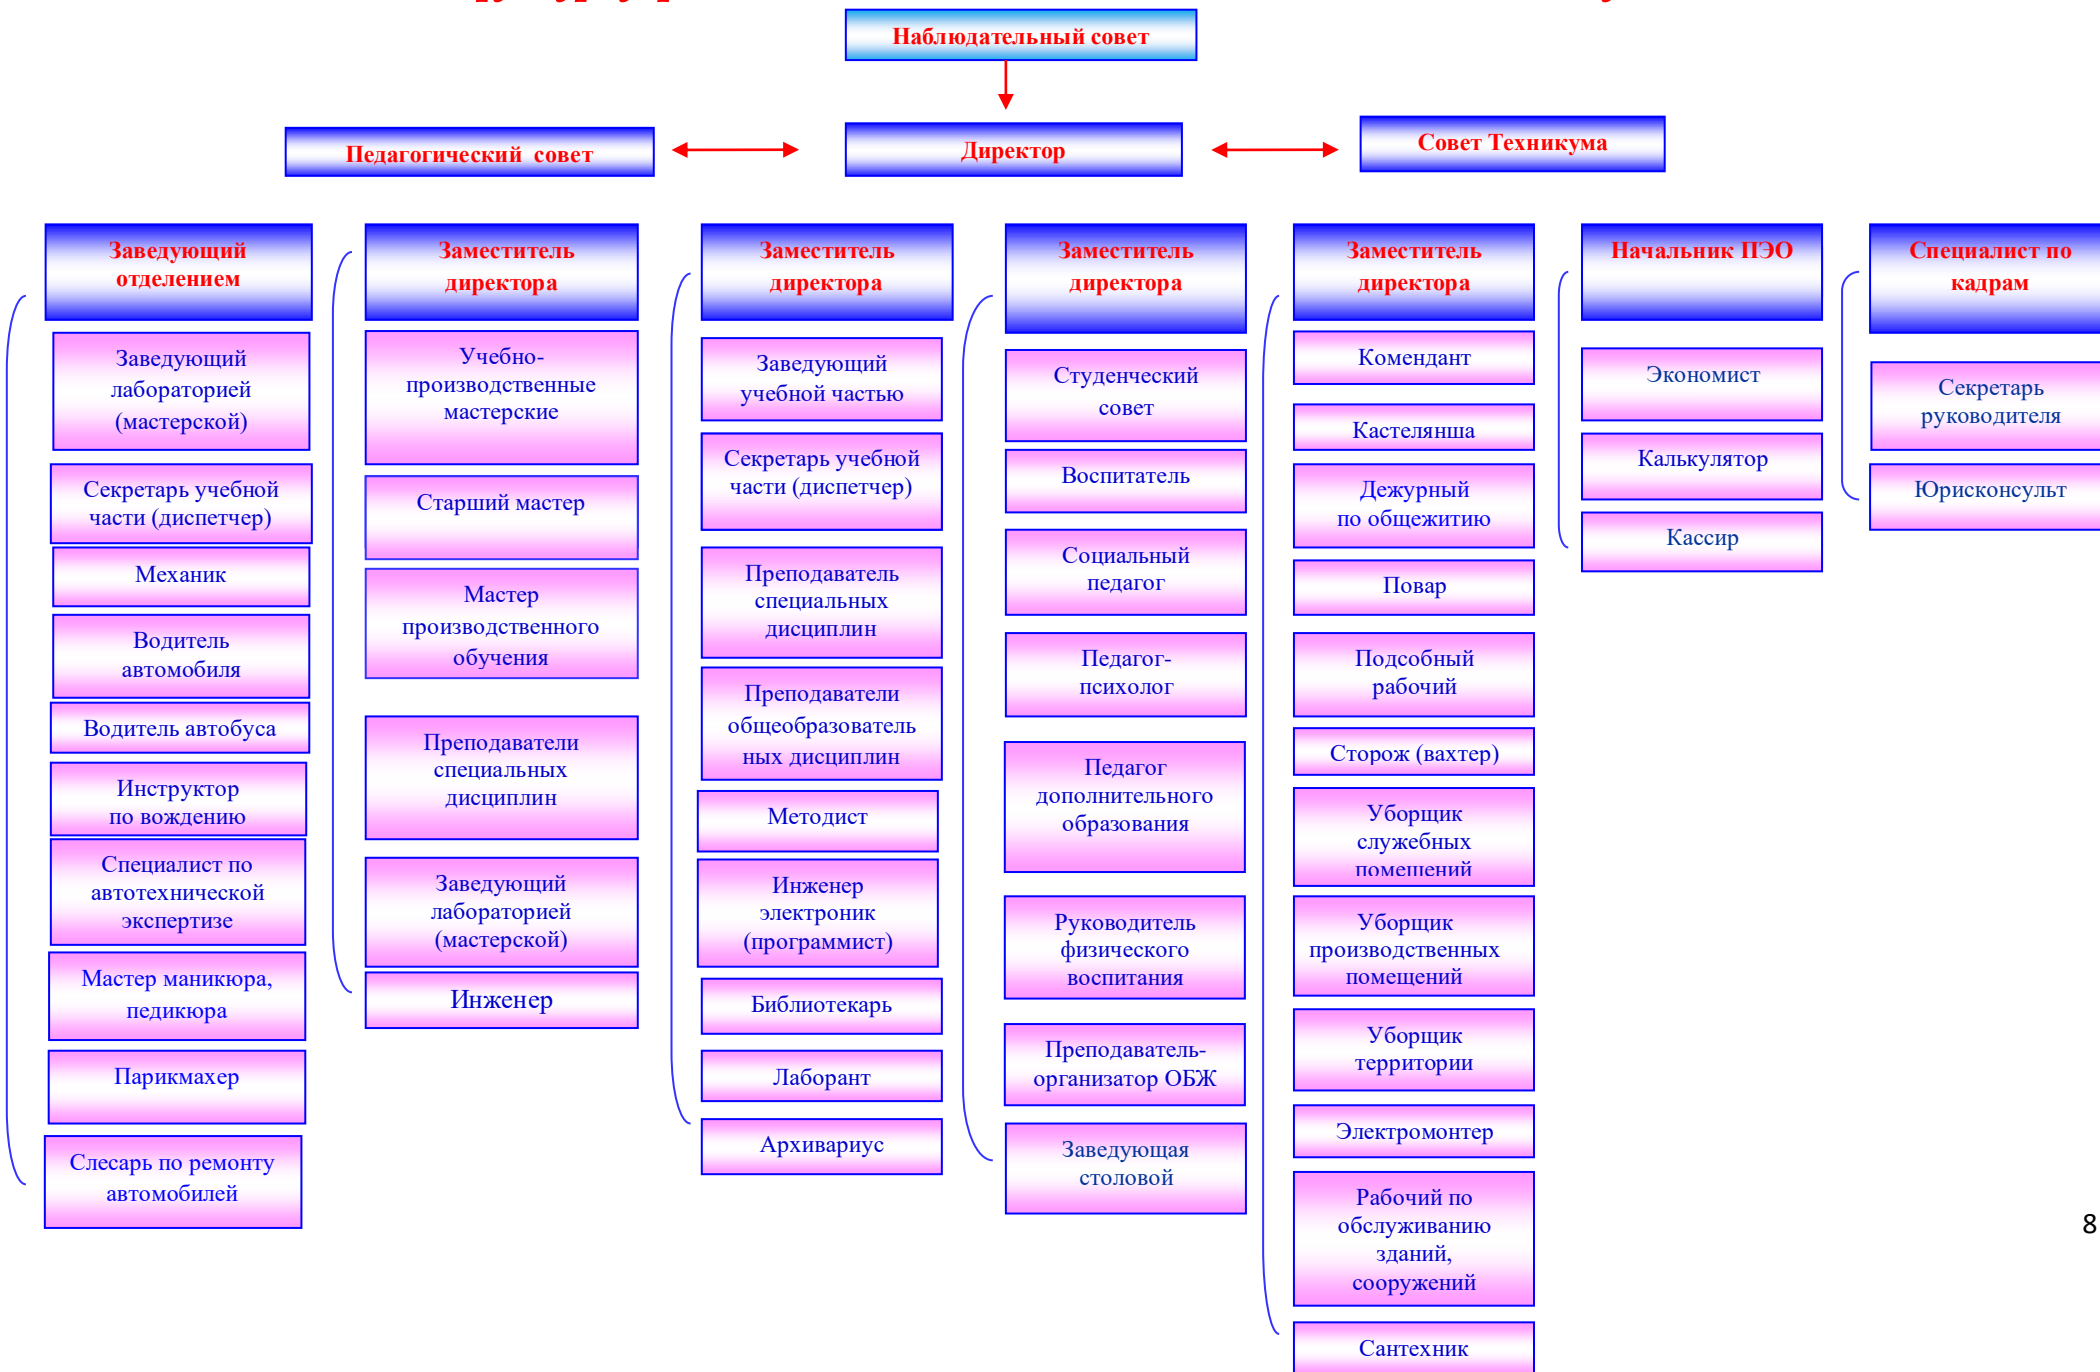 Наблюдательный совет
Педагогический совет
Директор
Совет Техникума
Заведующий
отделением
Заведующий
лабораторией
(мастерской)
Секретарь учебной
части (диспетчер)
Механик
Водитель
автомобиля
Водитель автобуса
Инструктор
по вождению
Специалист по
автотехнической
экспертизе
Мастер маникюра,
педикюра
Парикмахер
Слесарь по ремонту
автомобилей
Заместитель
директора
Учебно-
производственные
мастерские
Старший мастер
Мастер
производственного
обучения
Преподаватели
специальных
дисциплин
Заведующий
лабораторией
(мастерской)
Инженер
Заместитель
директора
Заведующий
учебной частью
Секретарь учебной
части (диспетчер)
Преподаватель
специальных
дисциплин
Преподаватели
общеобразователь
ных дисциплин
Методист
Инженер
электроник
(программист)
Библиотекарь
Лаборант
Архивариус
Заместитель
директора
Студенческий
совет
Воспитатель
Социальный
педагог
Педагог-
психолог
Педагог
дополнительного
образования
Руководитель
физического
воспитания
Преподаватель-
организатор ОБЖ
Заведующая
столовой
Заместитель
директора
Комендант
Кастелянша
Дежурный
по общежитию
Повар
Подсобный
рабочий
Сторож (вахтер)
Уборщик
служебных
помещений
Уборщик
производственных
помещений
Уборщик
территории
Электромонтер
Рабочий по
обслуживанию
зданий,
сооружений
Сантехник
Начальник ПЭО
Экономист
Калькулятор
Кассир
Специалист по
кадрам
Секретарь
руководителя
Юрисконсульт
8